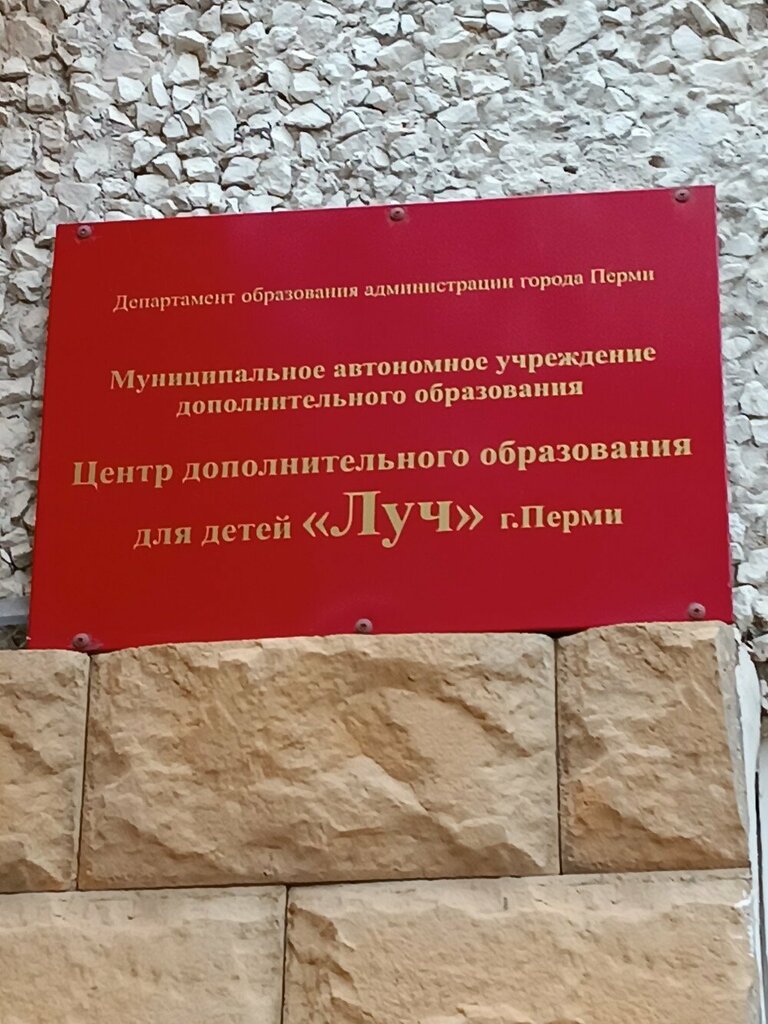 Департамент образования администрации города Перми
Муниципальное автономное учреждение
дополнительного образования
Центр дополнительного образования
для детей «Луч» г.Перми